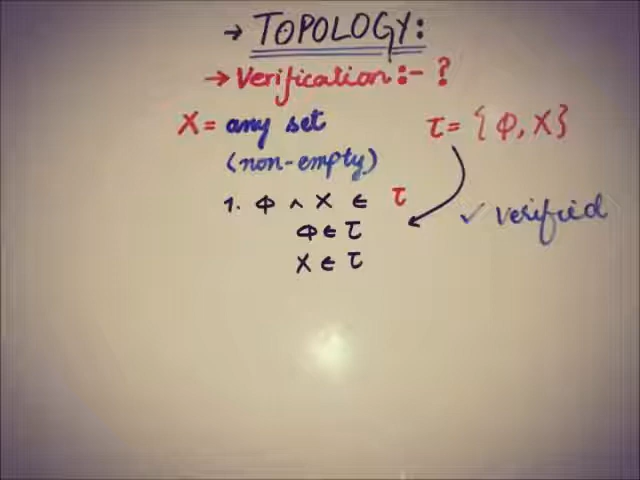 → TOPOLOGY:
→ Verification :- ?
X = any set
τ = {Φ, X}
(non-empty)
1. Φ ∧ X ∈ τ
Φ ∈ τ
✓ verified
X ∈ τ